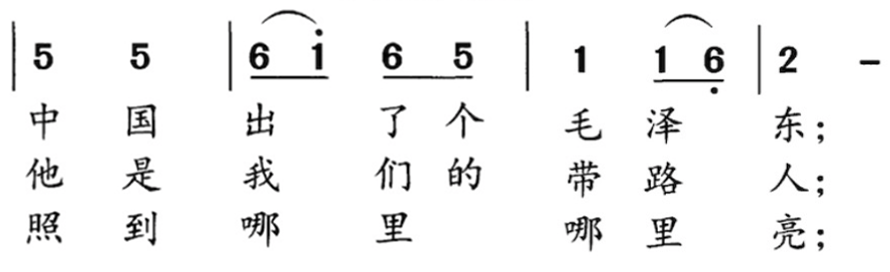 | 5 5 | 6 i 6 5 | 1 1 6 | 2 -
中 国 出 了 个 毛 泽 东；
他 是 我 们 的 带 路 人；
照 到 哪 里 哪 里 亮；